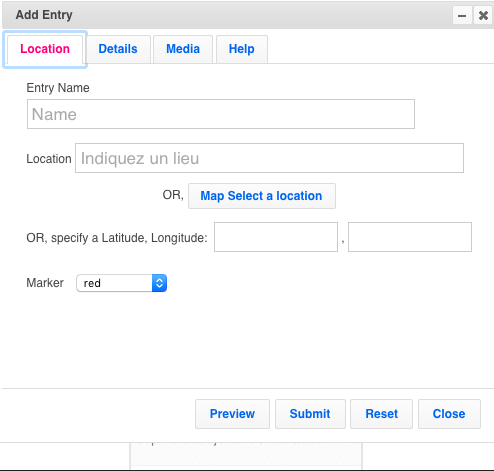 Add Entry
Location Details Media Help
Entry Name
Name
Location Indiquez un lieu
OR, Map Select a location
OR, specify a Latitude, Longitude: ,
Marker red
Preview Submit Reset Close